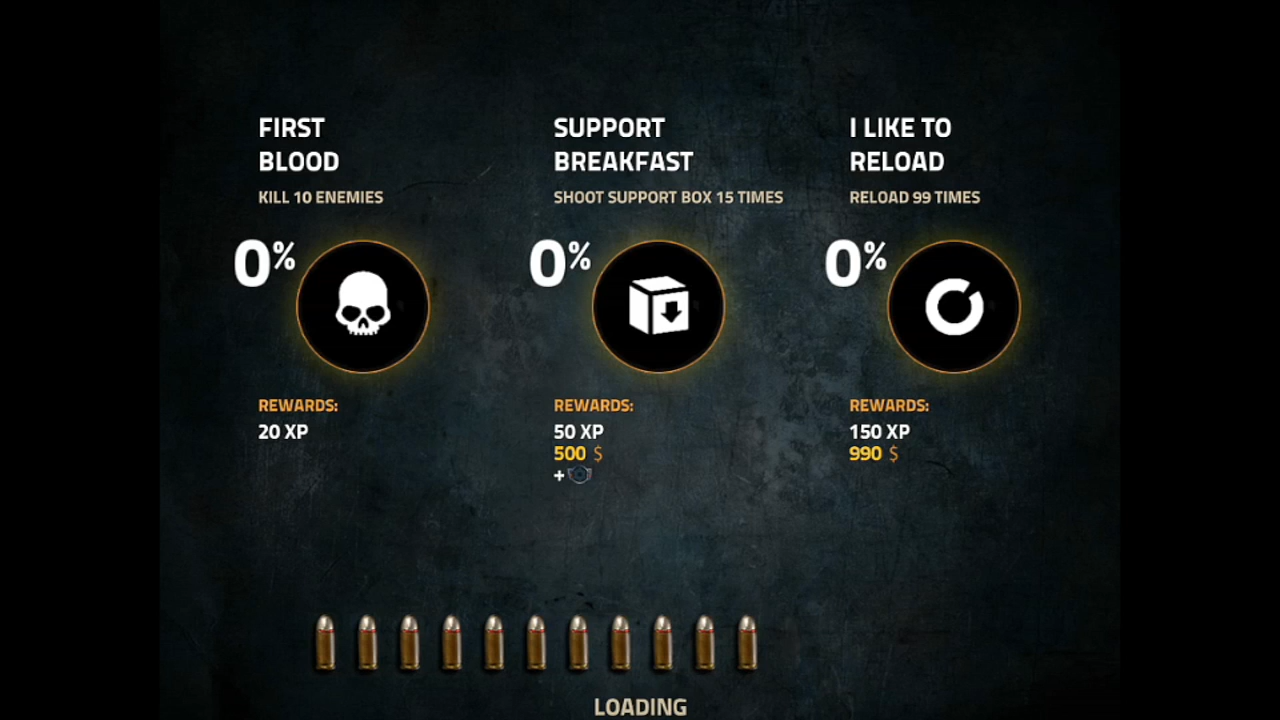 FIRST
BLOOD
KILL 10 ENEMIES
0%
REWARDS:
20 XP
SUPPORT
BREAKFAST
SHOOT SUPPORT BOX 15 TIMES
0%
REWARDS:
50 XP
500 $
+
I LIKE TO
RELOAD
RELOAD 99 TIMES
0%
REWARDS:
150 XP
990 $
LOADING